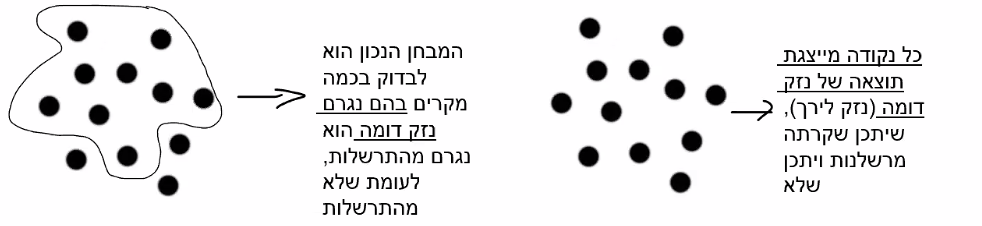 כל נקודה מייצגת
תוצאה של נזק
דומה (נזק לירך),
שיתכן שקרתה
מרשלנות ויתכן
שלא
המבחן הנכון הוא
לבדוק בכמה
מקרים בהם נגרם
נזק דומה הוא
נגרם מהתרשלות,
לעומת שלא
מהתרשלות